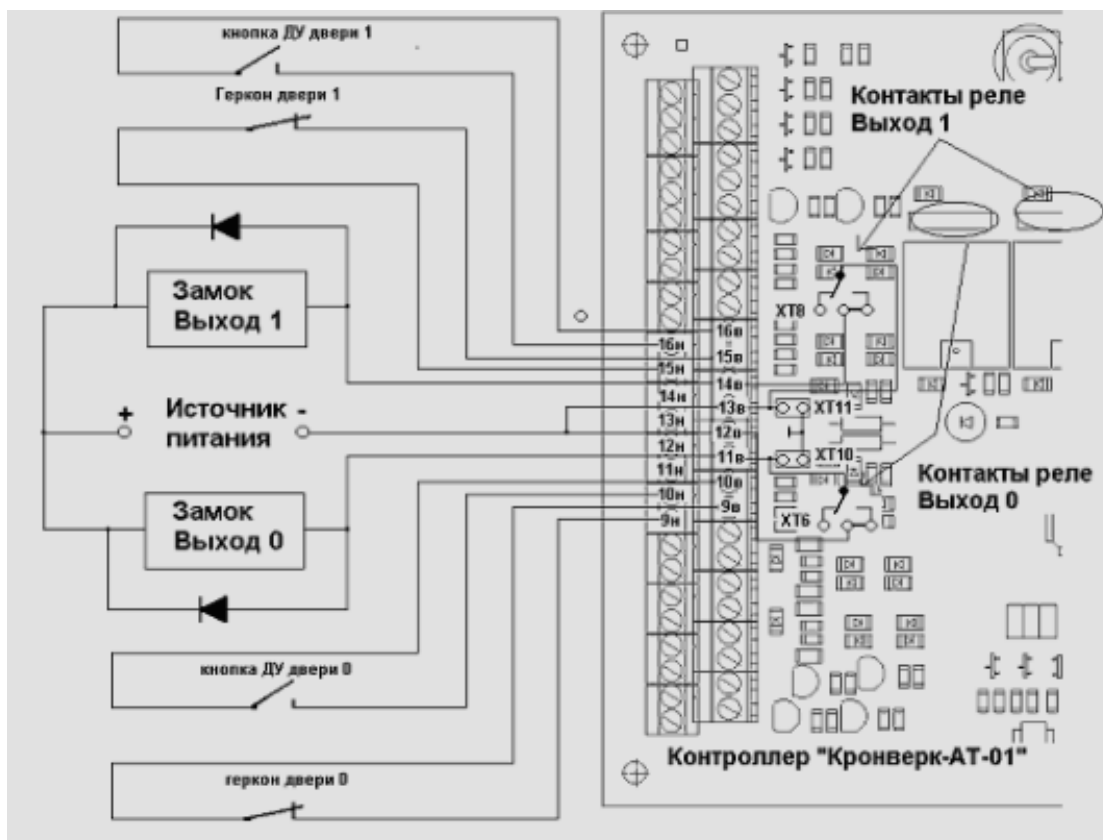 кнопка ДУ двери 1
Геркон двери 1
Замок
Выход 1
+ Источник -
питания
Замок
Выход 0
кнопка ДУ двери 0
геркон двери 0
Контакты реле
Выход 1
XT8
16в
16н
15в
15н
14в
14н
13в
XT11
13н
12в
12н
11в
XT10
11н
10в
10н
9в
9н
XT6
Контакты реле
Выход 0
Контроллер "Кронверк-АТ-01"